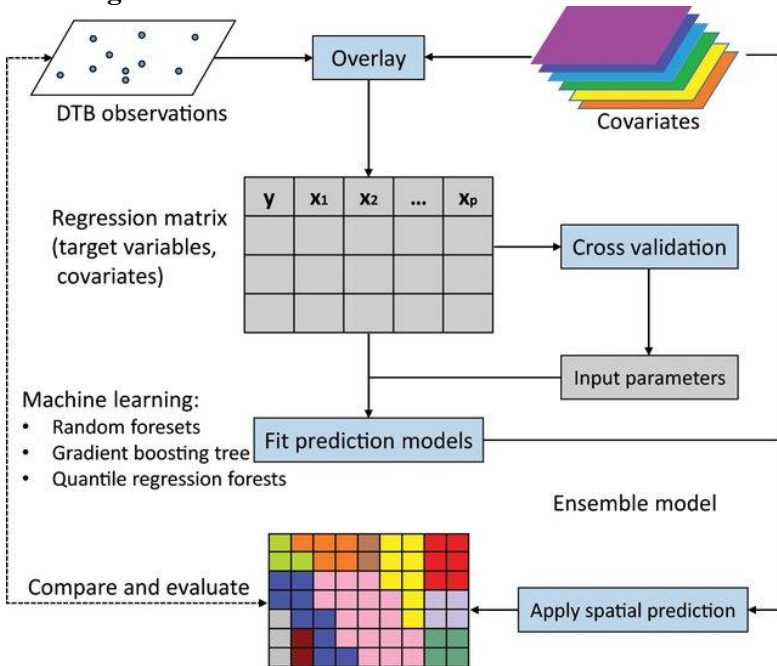 Overlay
DTB observations
Covariates
y x1 x2 ... xp
Regression matrix
(target variables,
covariates)
Cross validation
Input parameters
Machine learning:
• Random foresets
• Gradient boosting tree
• Quantile regression forests
Fit prediction models
Ensemble model
Compare and evaluate
Apply spatial prediction